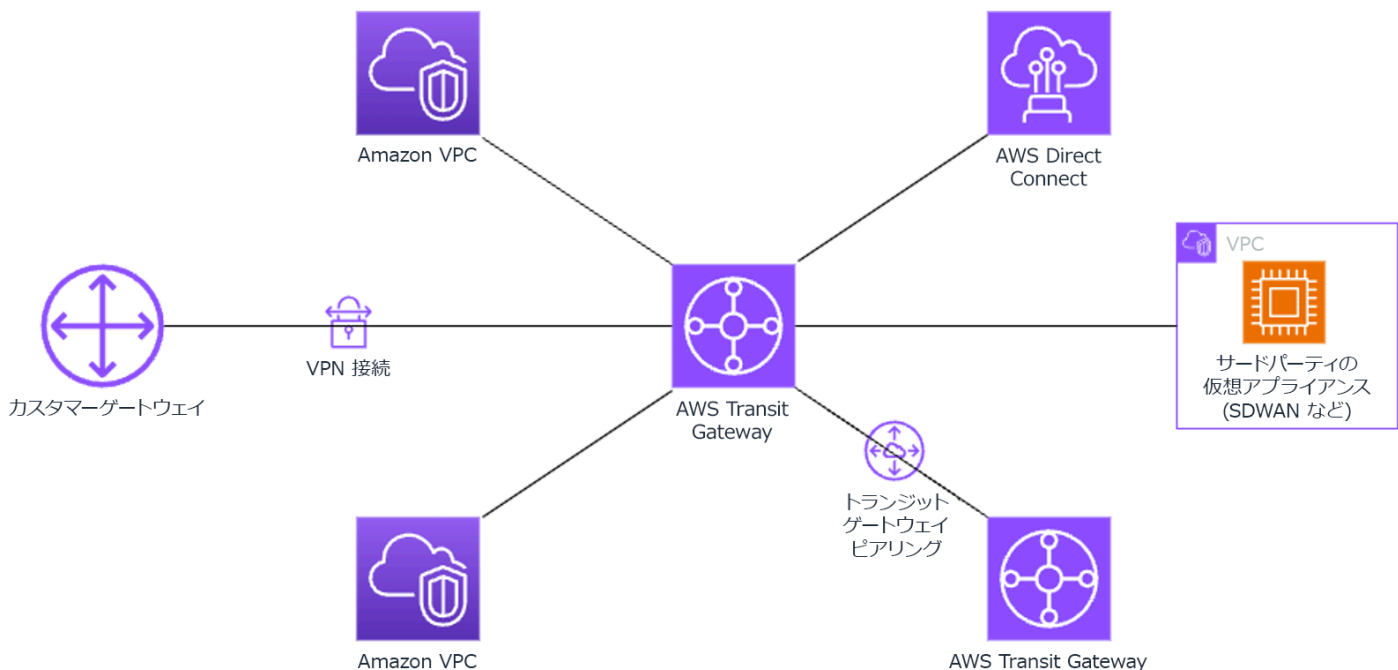 Amazon VPC
AWS Direct
Connect
VPC
サードパーティの
仮想アプライアンス
(SDWAN など)
VPN 接続
カスタマーゲートウェイ
AWS Transit
Gateway
トランジット
ゲートウェイ
ピアリング
Amazon VPC
AWS Transit Gateway